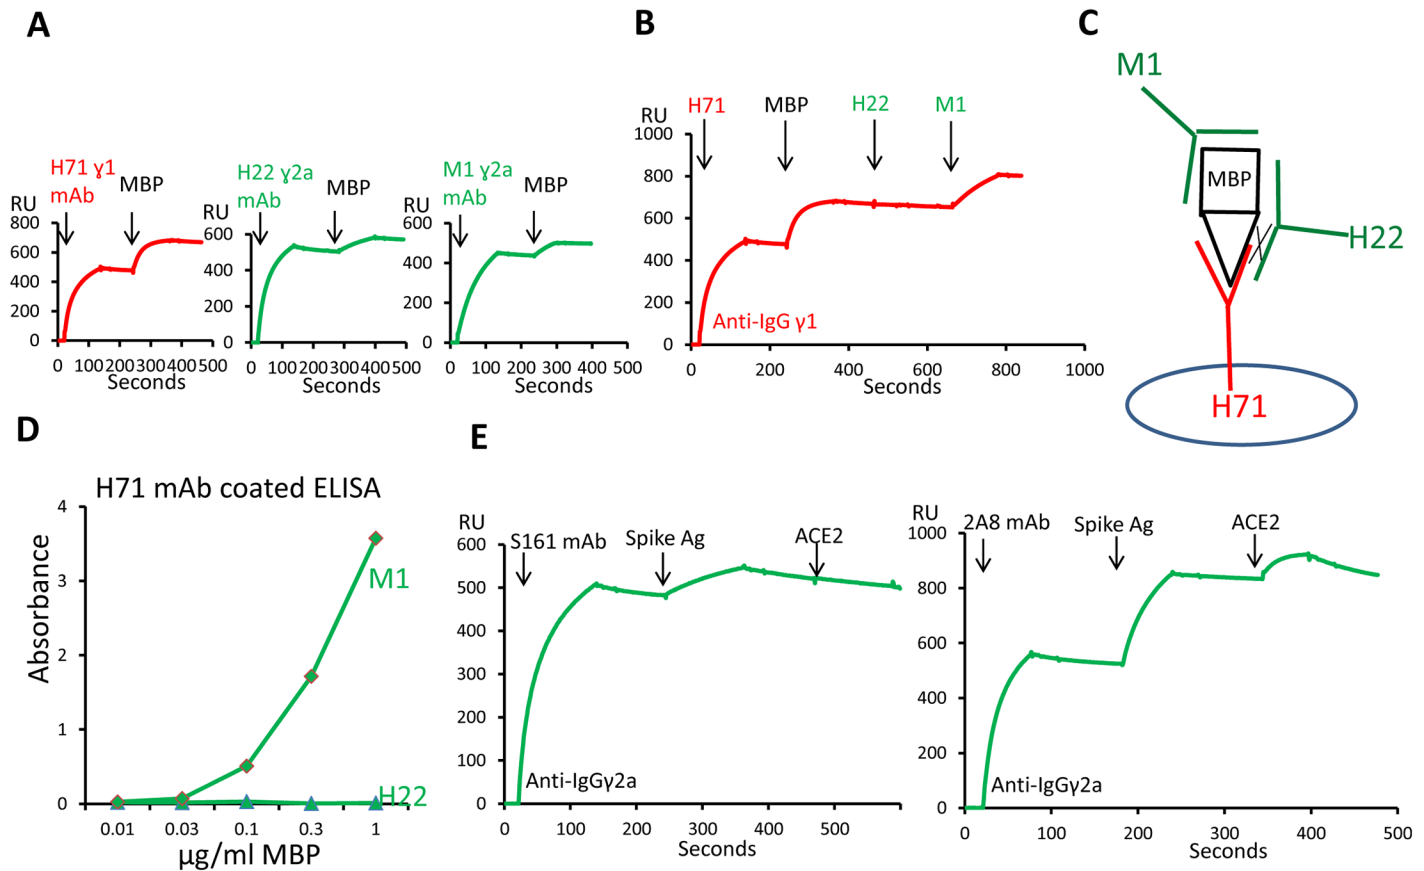 A
H71 ɣ1
mAb
MBP
RU
800
600
400
200
0
0 100 200 300 500
Seconds
H22 ɣ2a
mAb
MBP
RU
600
400
200
0
0 100 200 300 400 500
Seconds
M1 ɣ2a
mAb
MBP
RU
600
400
200
0
0 100 200 300 400 500
Seconds
B
H71 MBP H22 M1
RU
1000
800
600
400
200
0
Anti-IgG γ1
0 200 400 600 800 1000
Seconds
C
M1
MBP
H22
H71
D
H71 mAb coated ELISA
Absorbance
4
3
2
1
0
M1
H22
0.01 0.03 0.1 0.3 1
μg/ml MBP
E
RU
S161 mAb Spike Ag ACE2
600
500
400
300
200
100
0
Anti-IgGγ2a
0 100 200 300 400 500
Seconds
RU
2A8 mAb Spike Ag ACE2
1000
800
600
400
200
0
Anti-IgGγ2a
0 100 200 300 400 500
Seconds